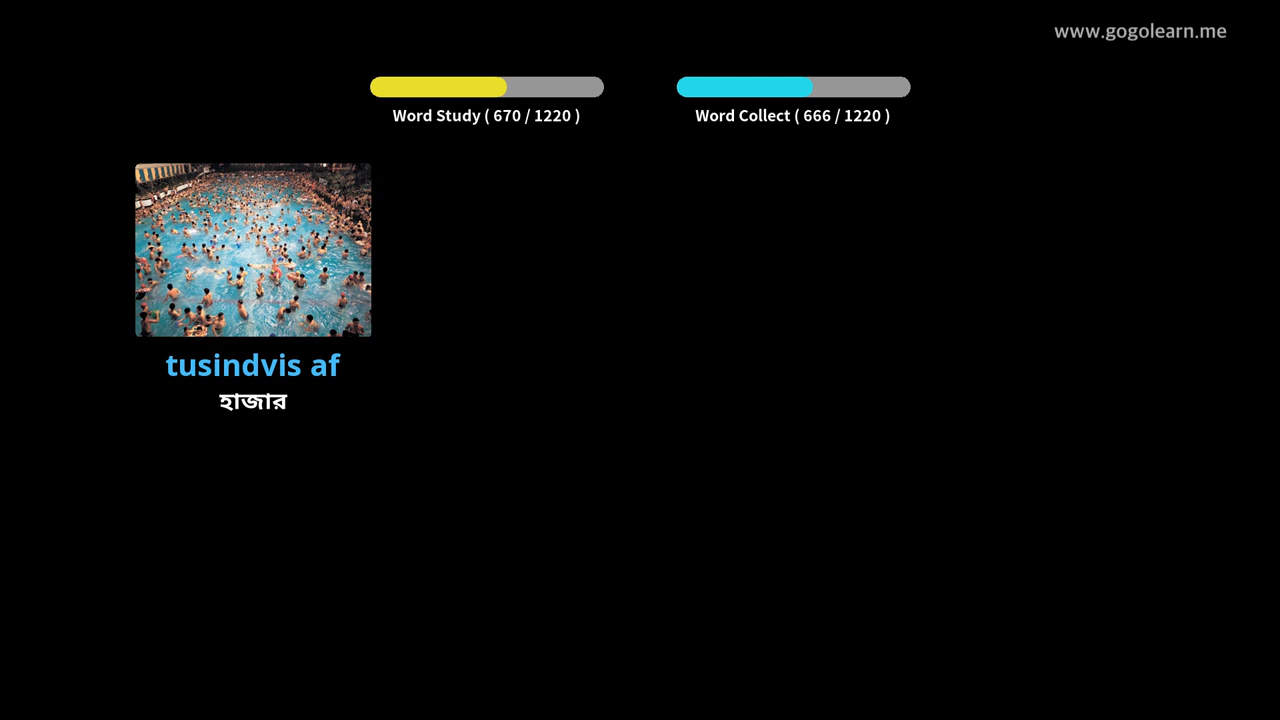 www.gogolearn.me
Word Study ( 670 / 1220 )
Word Collect ( 666 / 1220 )
tusindvis af
হাজার